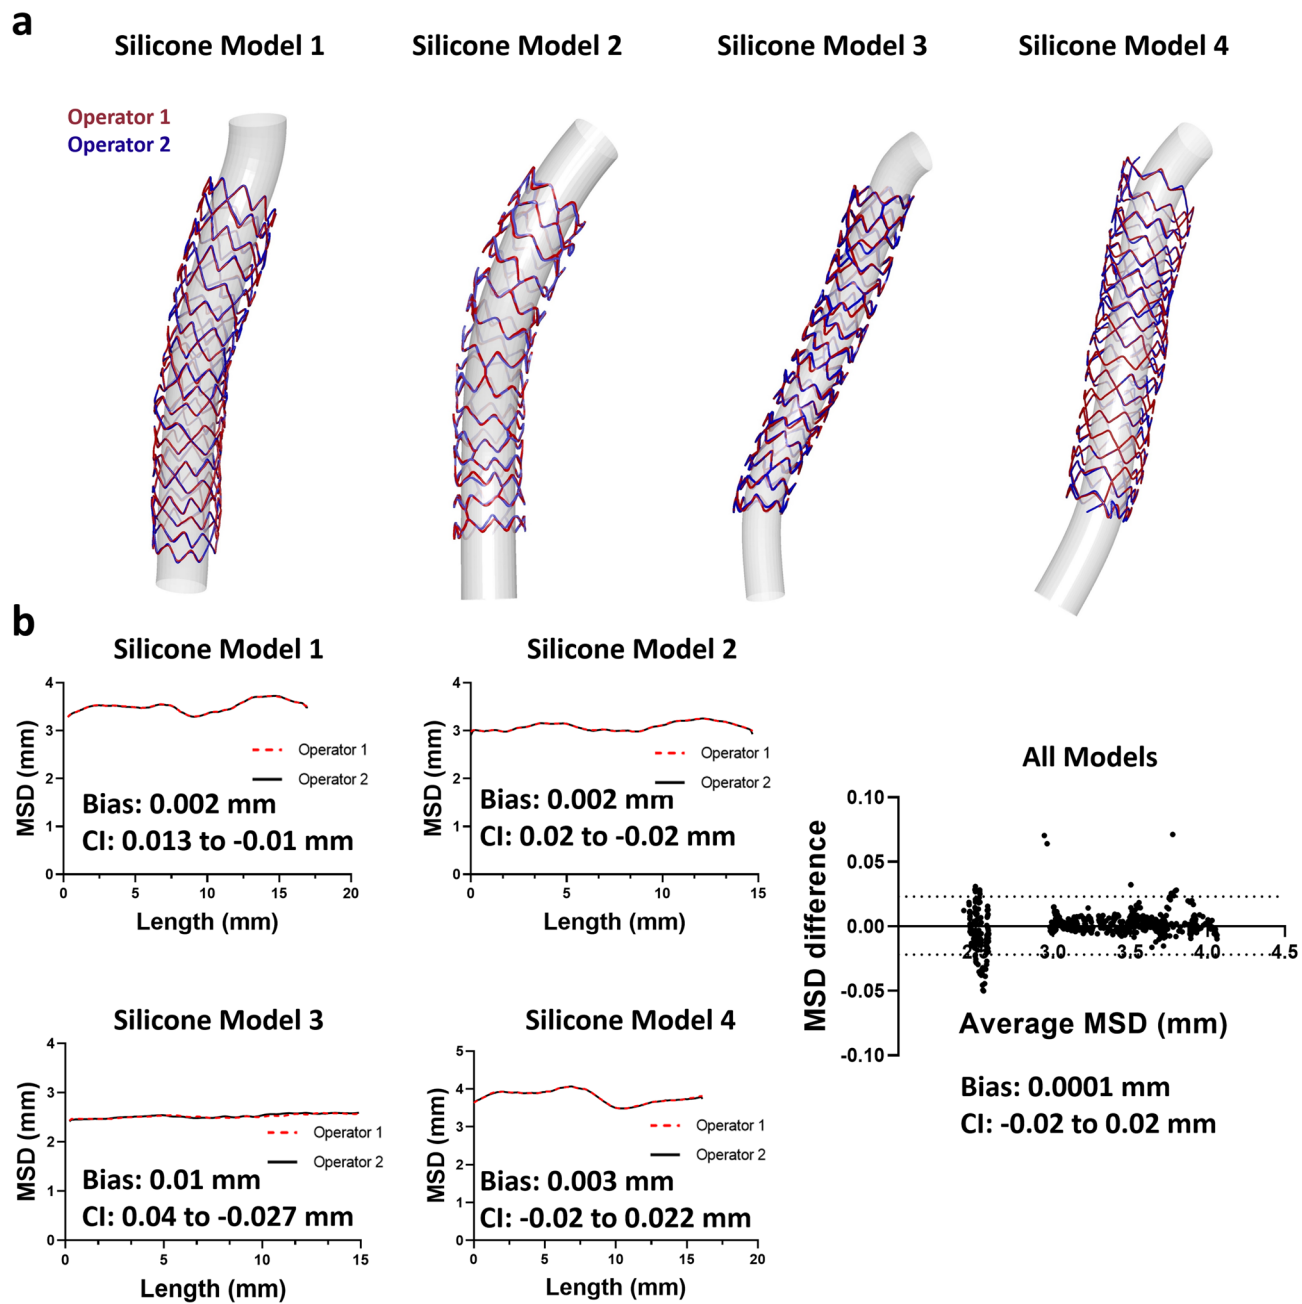 a
Silicone Model 1
Silicone Model 2
Silicone Model 3
Silicone Model 4
Operator 1
Operator 2
b
Silicone Model 1
MSD (mm)
4
3
2
1
0
Operator 1
Operator 2
Bias: 0.002 mm
CI: 0.013 to -0.01 mm
0 5 10 15 20
Length (mm)
Silicone Model 2
MSD (mm)
4
3
2
1
0
Operator 1
Operator 2
Bias: 0.002 mm
CI: 0.02 to -0.02 mm
0 5 10 15
Length (mm)
Silicone Model 3
MSD (mm)
4
3
2
1
0
Operator 1
Operator 2
Bias: 0.01 mm
CI: 0.04 to -0.027 mm
0 5 10 15
Length (mm)
Silicone Model 4
MSD (mm)
5
4
3
2
1
0
Operator 1
Operator 2
Bias: 0.003 mm
CI: -0.02 to 0.022 mm
0 5 10 15 20
Length (mm)
All Models
MSD difference
0.10
0.05
0.00
-0.05
-0.10
3.0 3.5 4.0 4.5
Average MSD (mm)
Bias: 0.0001 mm
CI: -0.02 to 0.02 mm